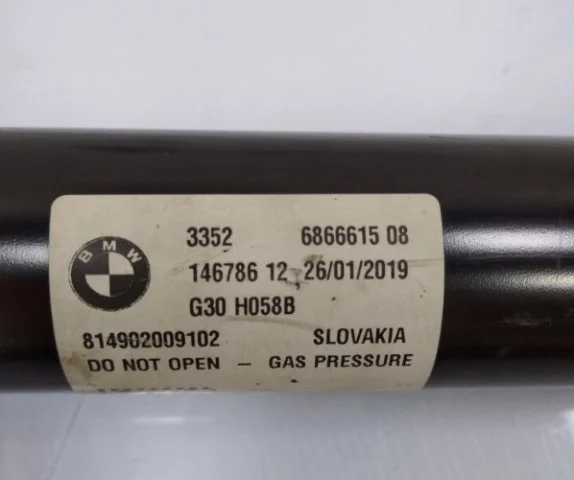 BMW
3352 6866615 08
146786 12 26/01/2019
G30 H058B
814902009102 SLOVAKIA
DO NOT OPEN – GAS PRESSURE